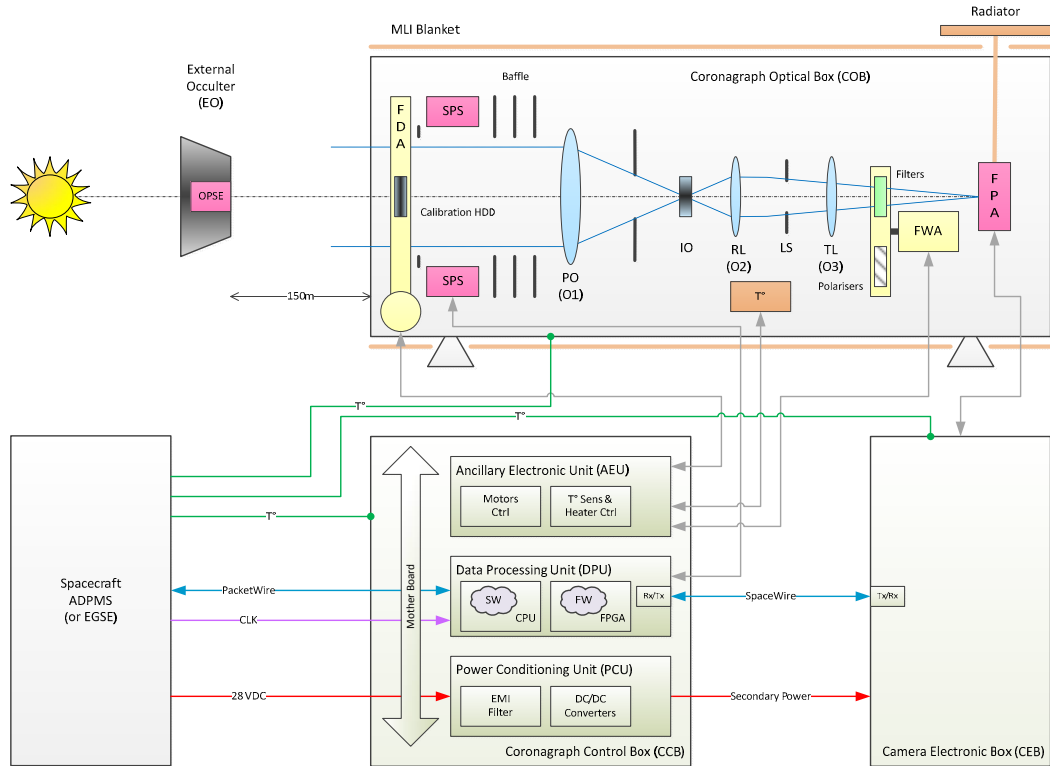 Radiator
MLI Blanket
External
Occulter
(EO)
Baffle
Coronagraph Optical Box (COB)
F
D
A
SPS
OPSE
Calibration HDD
Filters
F
P
A
FWA
IO
RL
(O2)
LS
TL
(O3)
PO
(O1)
SPS
Polarisers
150m
T°
T°
T°
Ancillary Electronic Unit (AEU)
Motors
Ctrl
T° Sens &
Heater Ctrl
T°
Spacecraft
ADPMS
(or EGSE)
Mother Board
Data Processing Unit (DPU)
PacketWire
SW
CPU
FW
FPGA
Rx/Tx
SpaceWire
Tx/Rx
CLK
Power Conditioning Unit (PCU)
28 VDC
EMI
Filter
DC/DC
Converters
Secondary Power
Coronagraph Control Box (CCB)
Camera Electronic Box (CEB)